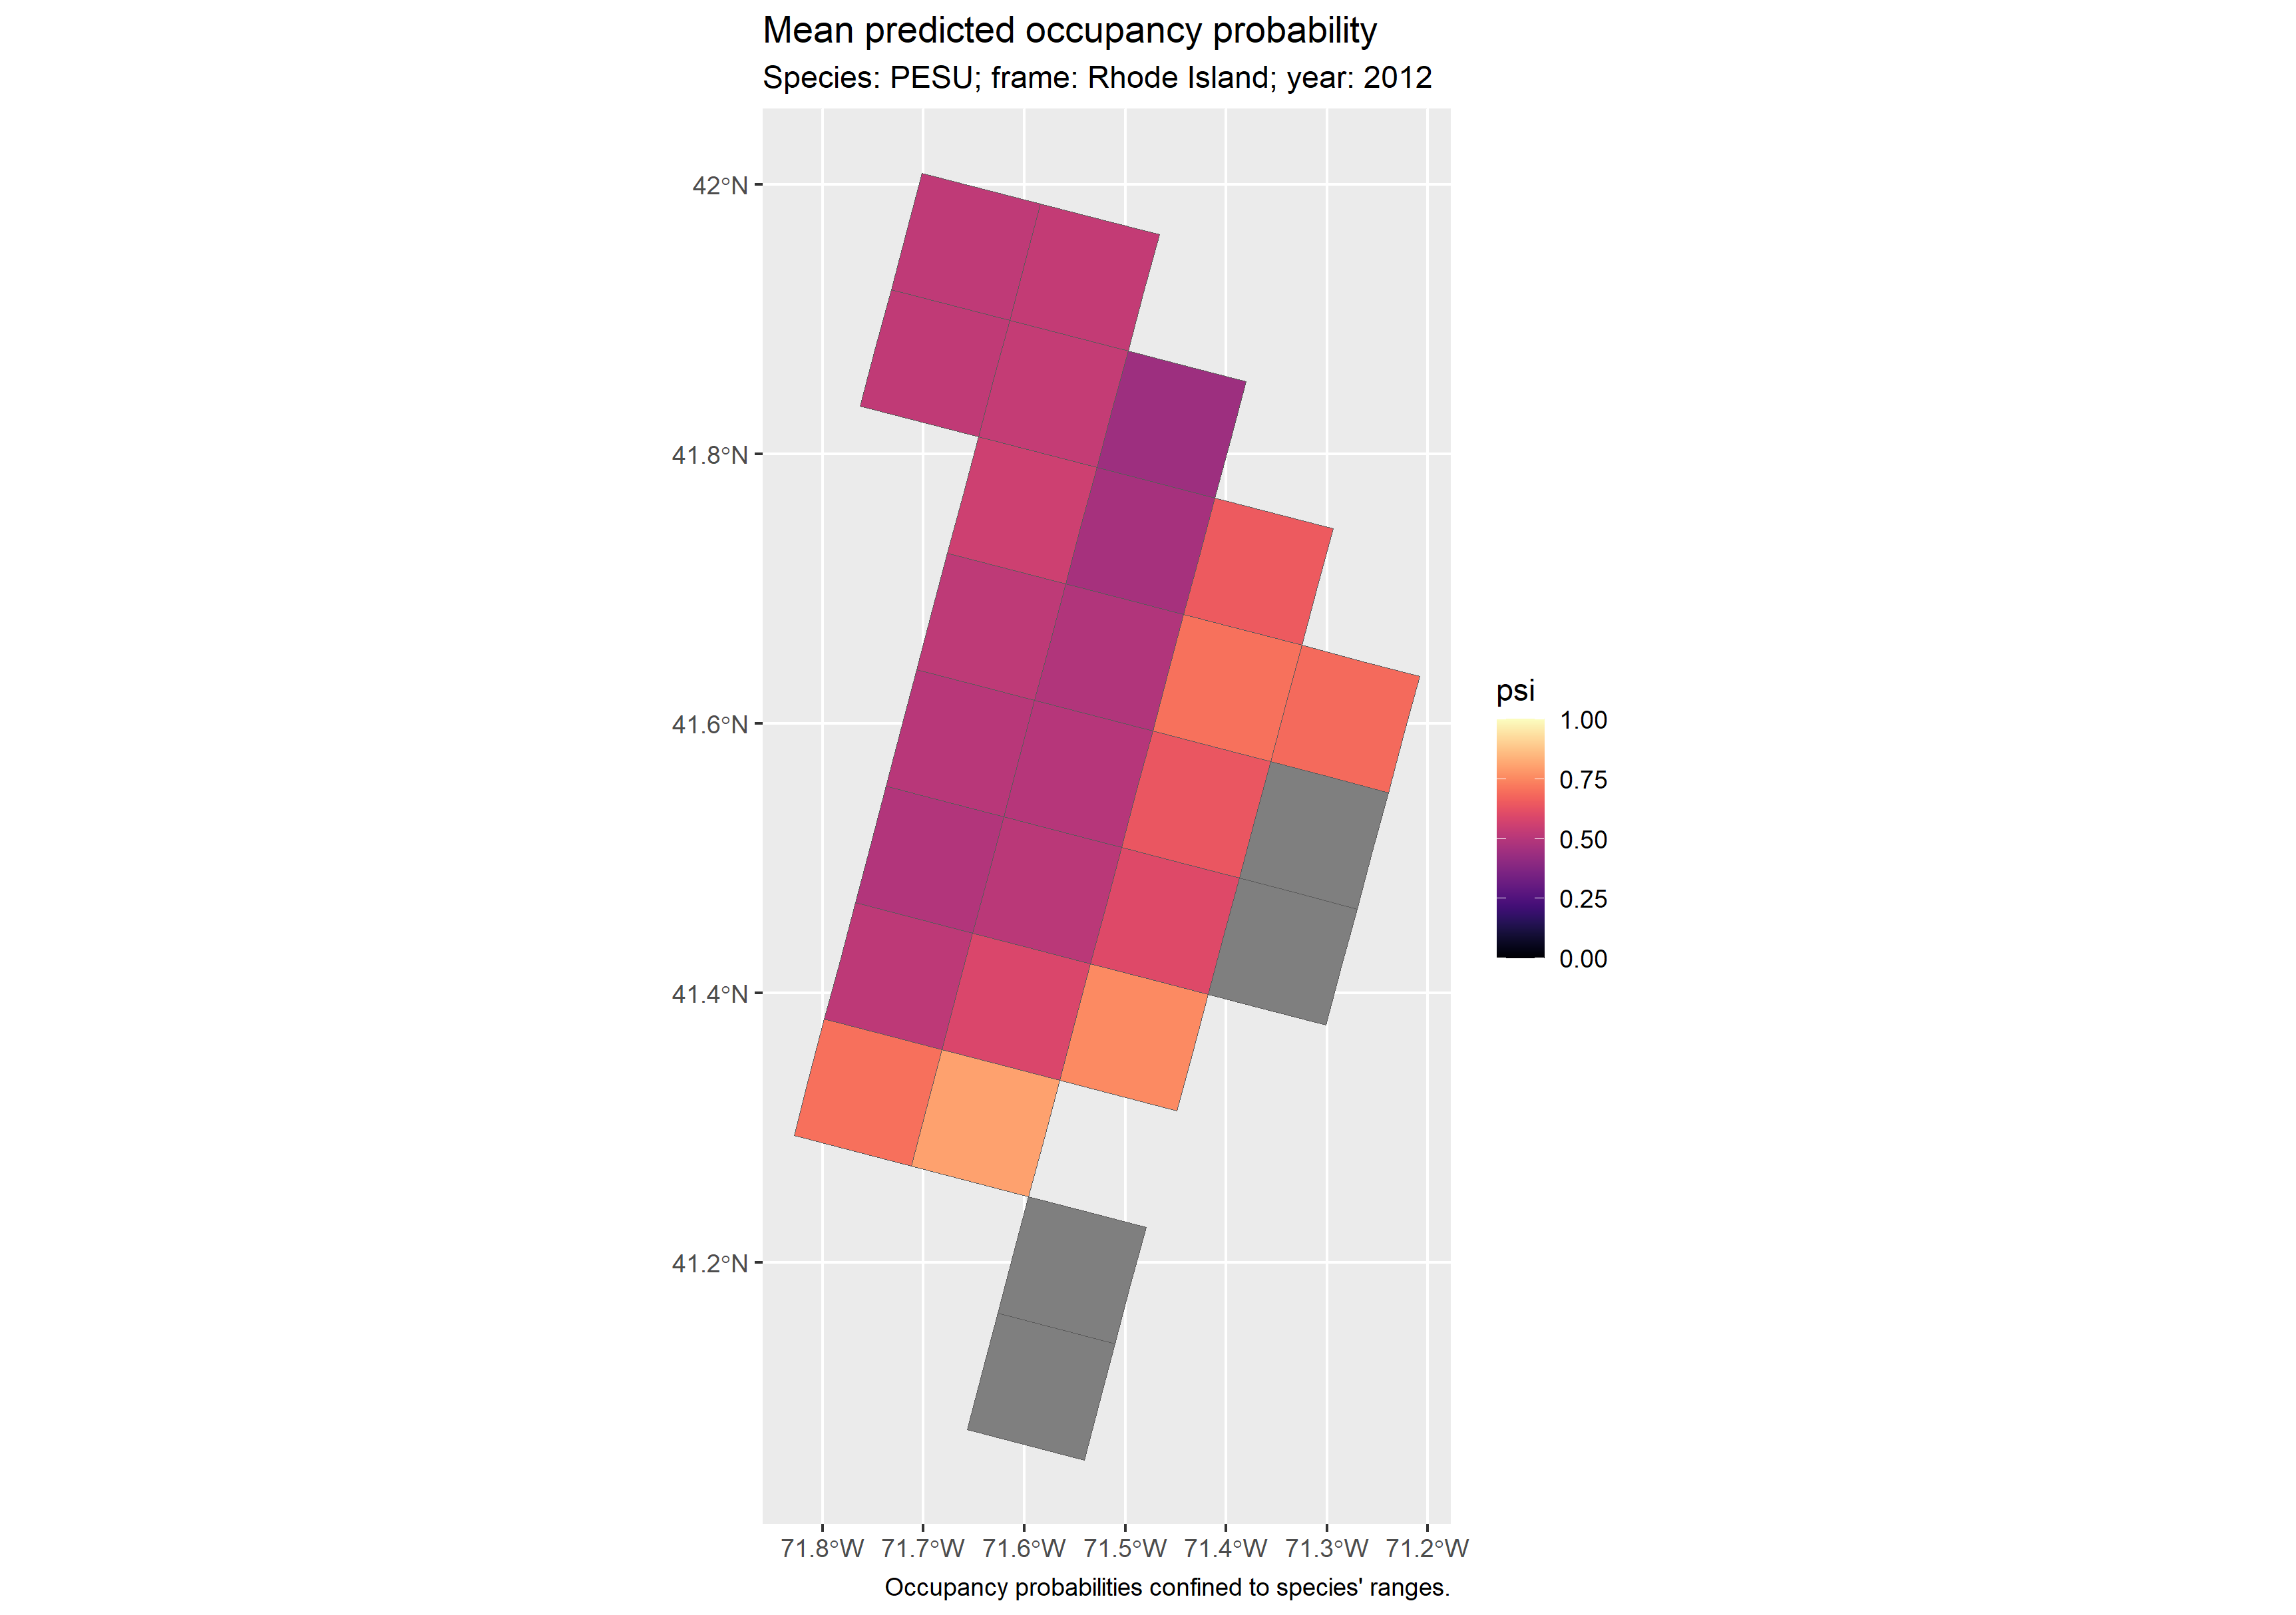 Mean predicted occupancy probability
Species: PESU; frame: Rhode Island; year: 2012
42°N
41.8°N
41.6°N
41.4°N
41.2°N
psi
1.00
0.75
0.50
0.25
0.00
71.8°W 71.7°W 71.6°W 71.5°W 71.4°W 71.3°W 71.2°W
Occupancy probabilities confined to species' ranges.